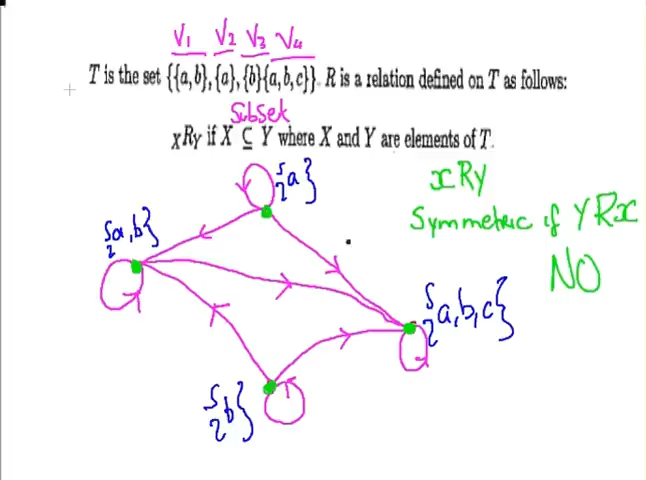 V1 V2 V3 V4
T is the set {{a,b},{a},{b}{a,b,c}}. R is a relation defined on T as follows:
Subset
xRy if X ⊆ Y where X and Y are elements of T.
{a}
xRy
{a,b}
Symmetric if YRx
NO
{a,b,c}
{b}